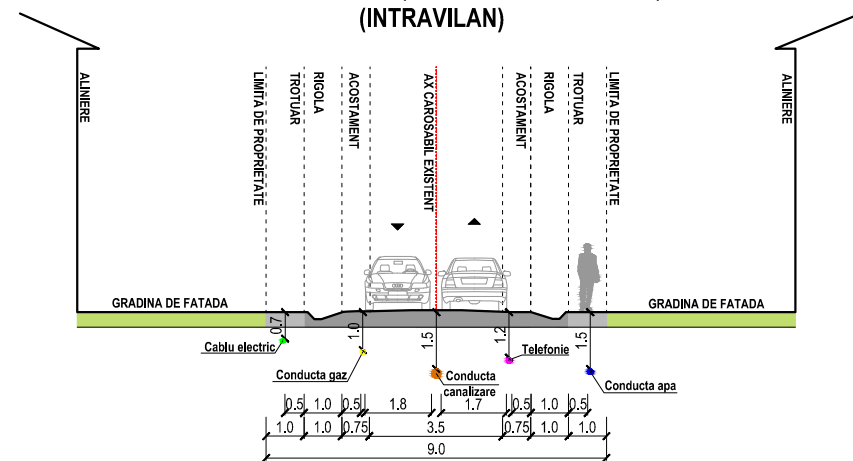 (INTRAVILAN)
ALINIERE
LIMITA DE PROPRIETATE
TROTUAR
RIGOLA
ACOSTAMENT
AX CAROSABIL EXISTENT
ACOSTAMENT
RIGOLA
TROTUAR
LIMITA DE PROPRIETATE
ALINIERE
GRADINA DE FATADA
GRADINA DE FATADA
0.7
1.0
1.5
1.2
1.5
Cablu electric
Conducta gaz
Conducta
canalizare
Telefonie
Conducta apa
0.5 1.0 0.5 1.8 1.7 0.5 1.0 0.5
1.0 1.0 0.75 3.5 0.75 1.0 1.0
9.0